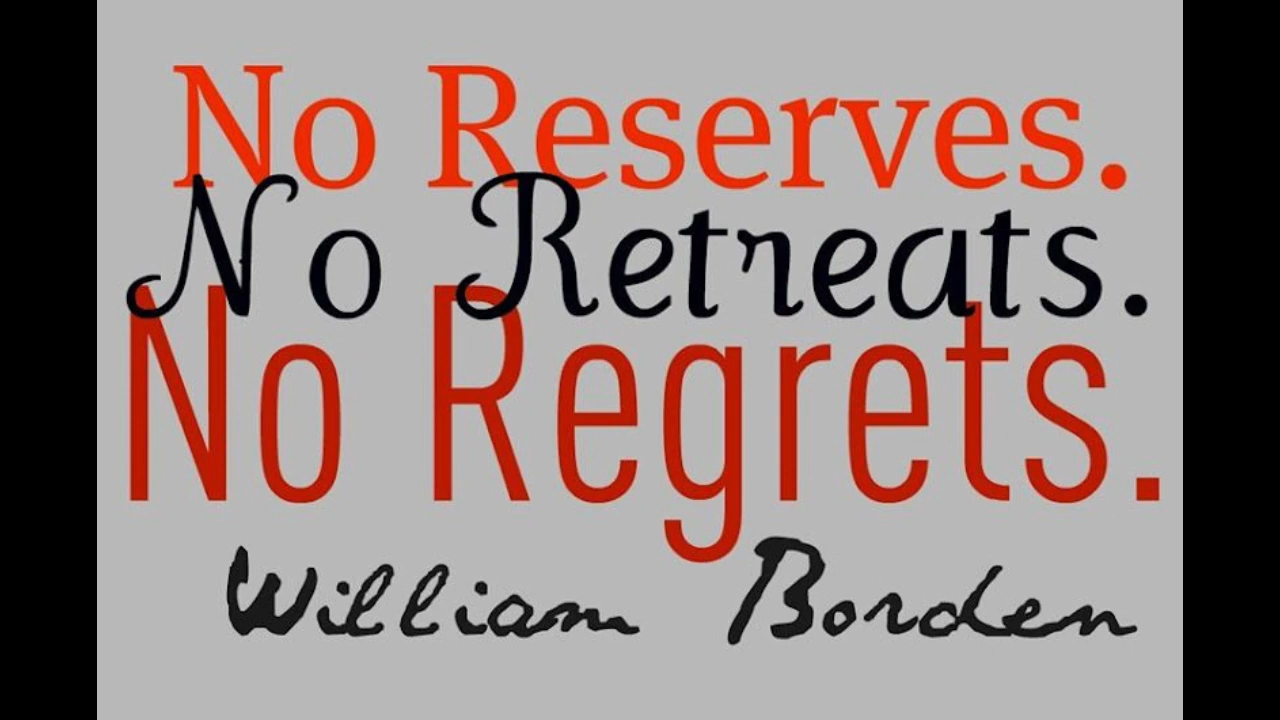 No Reserves.
No Retreats.
No Regrets.
William Borden